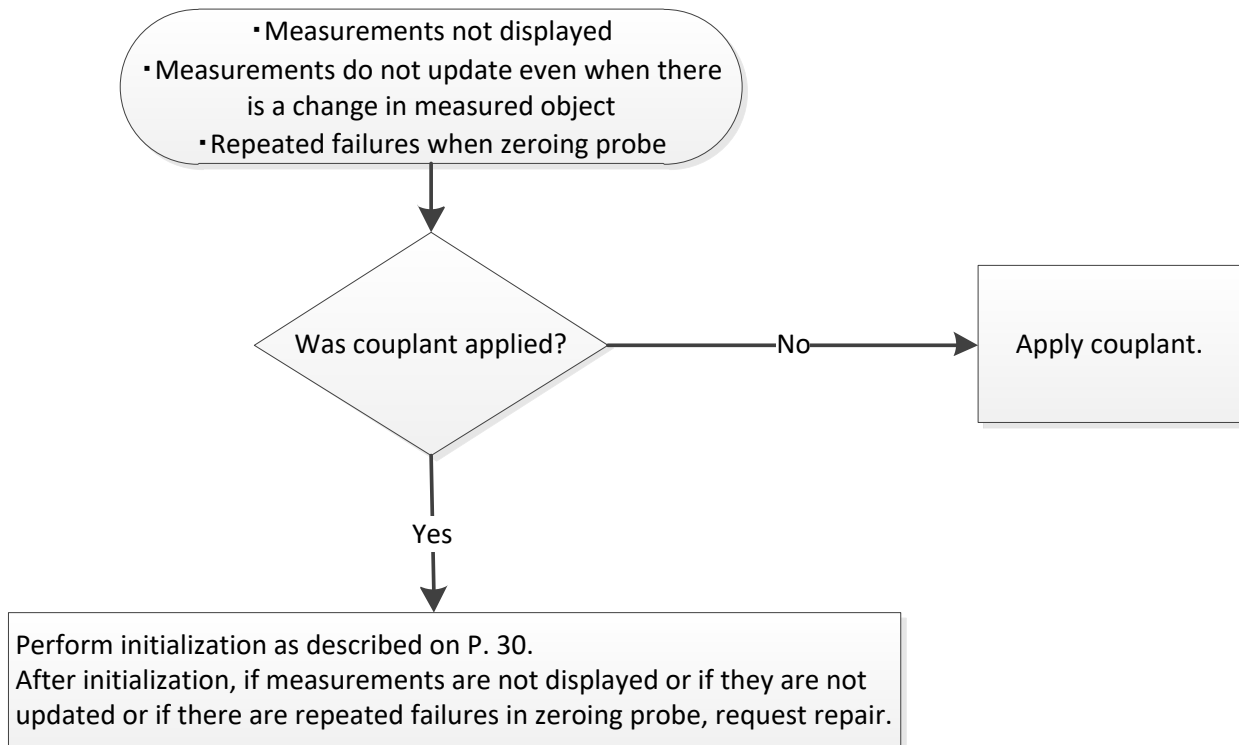 ▪Measurements not displayed
▪Measurements do not update even when there
is a change in measured object
▪Repeated failures when zeroing probe
Was couplant applied?
No
Apply couplant.
Yes
Perform initialization as described on P. 30.
After initialization, if measurements are not displayed or if they are not
updated or if there are repeated failures in zeroing probe, request repair.